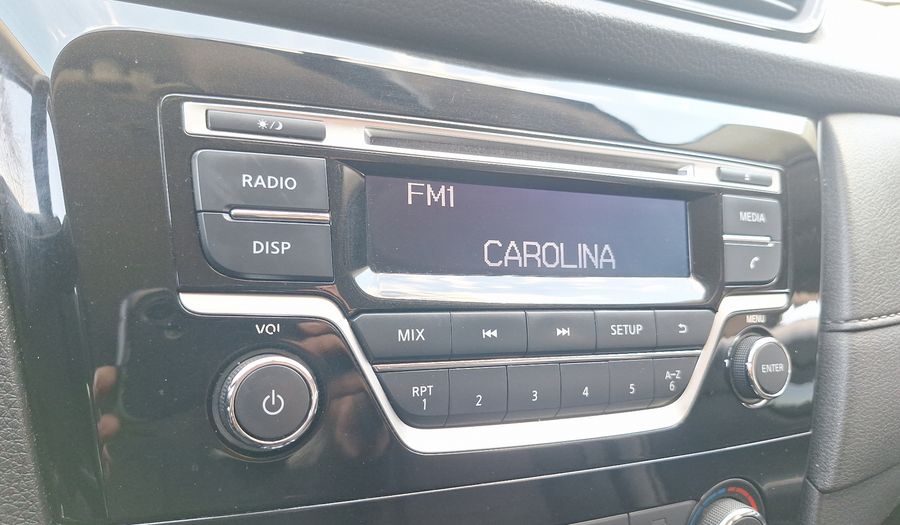 RADIO
DISP
FM1
CAROLINA
MEDIA
VOL
MIX
SETUP
MENU
ENTER
RPT
1
2
3
4
5
A-Z
6